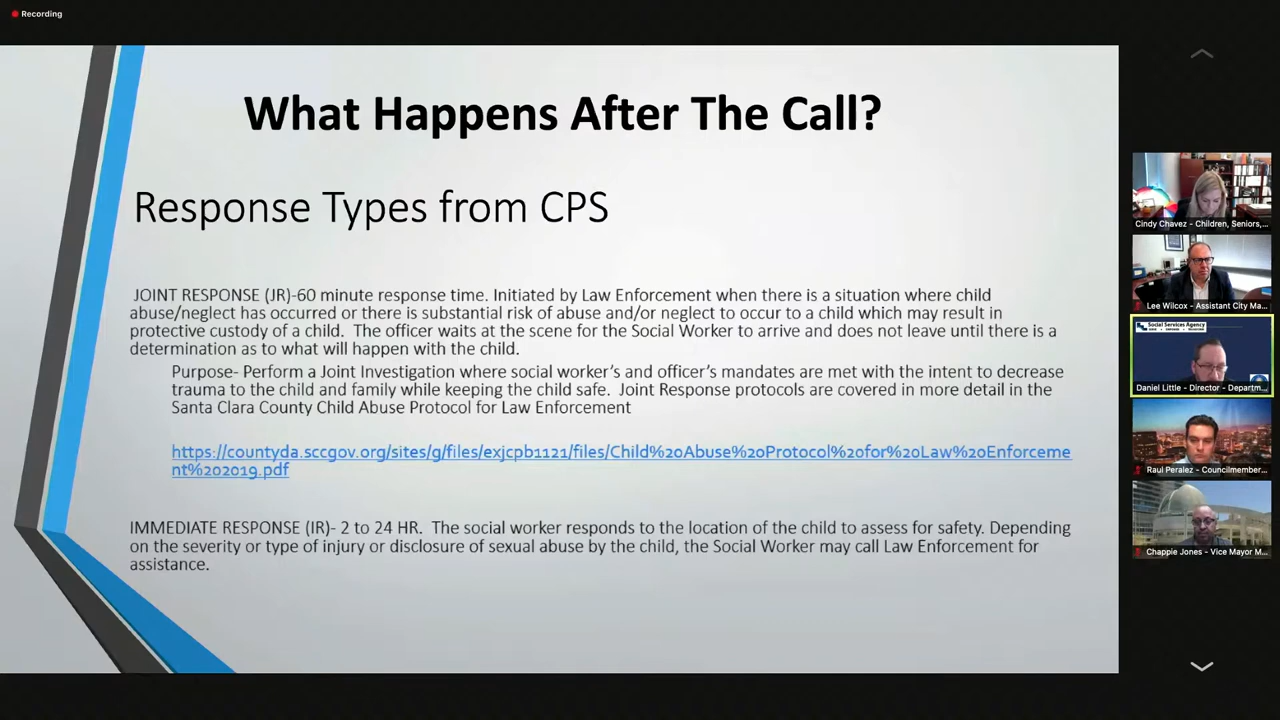 Recording
What Happens After The Call?
Response Types from CPS
JOINT RESPONSE (JR)-60 minute response time. Initiated by Law Enforcement when there is a situation where child
abuse/neglect has occurred or there is substantial risk of abuse and/or neglect to occur to a child which may result in
protective custody of a child. The officer waits at the scene for the Social Worker to arrive and does not leave until there is a
determination as to what will happen with the child.
Purpose- Perform a Joint Investigation where social worker's and officer's mandates are met with the intent to decrease
trauma to the child and family while keeping the child safe. Joint Response protocols are covered in more detail in the
Santa Clara County Child Abuse Protocol for Law Enforcement
https://countyda.sccgov.org/sites/g/files/exjcpb1121/files/Child%20Abuse%20Protocol%20for%20Law%20Enforceme
nt%202019.pdf
IMMEDIATE RESPONSE (IR)- 2 to 24 HR. The social worker responds to the location of the child to assess for safety. Depending
on the severity or type of injury or disclosure of sexual abuse by the child, the Social Worker may call Law Enforcement for
assistance.
Cindy Chavez - Children, Seniors,...
Lee Wilcox - Assistant City Ma...
Social Services Agency
Daniel Little - Director - Departm...
Raul Peralez - Councilmember...
Chappie Jones - Vice Mayor M...